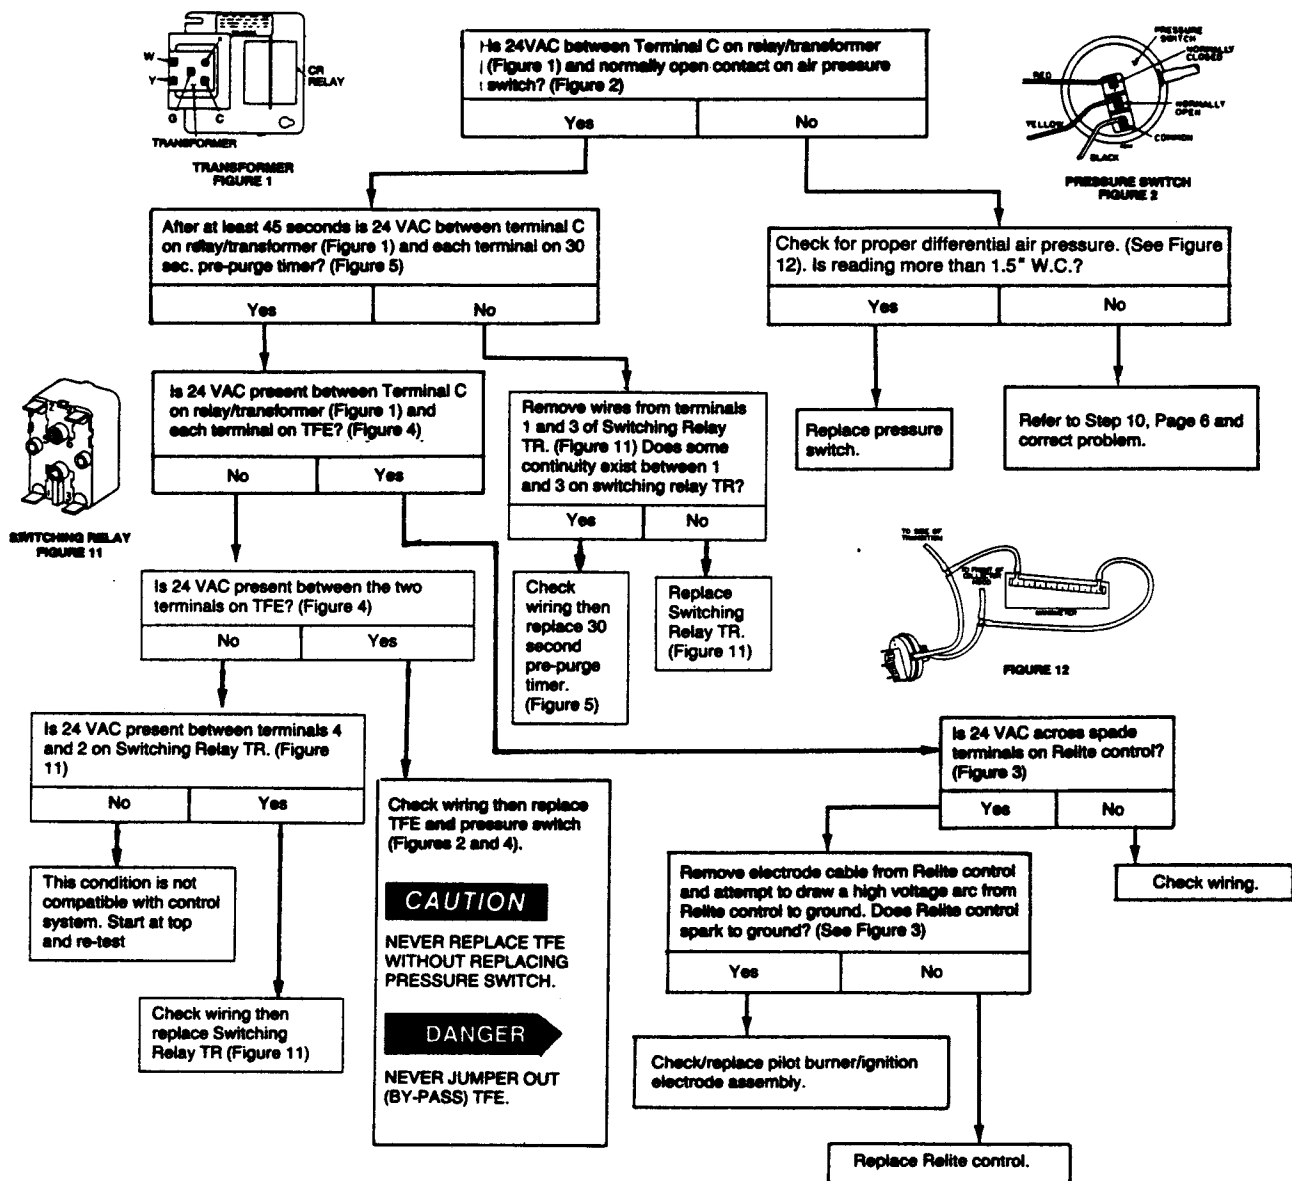 W
Y
G
C
CR
RELAY
TRANSFORMER
TRANSFORMER
FIGURE 1
Is 24VAC between Terminal C on relay/transformer
(Figure 1) and normally open contact on air pressure
switch? (Figure 2)
Yes
No
PRESSURE
SWITCH
NORMALLY
CLOSED
RED
NORMALLY
OPEN
YELLOW
COMMON
BLACK
PRESSURE SWITCH
FIGURE 2
After at least 45 seconds is 24 VAC between terminal C
on relay/transformer (Figure 1) and each terminal on 30
sec. pre-purge timer? (Figure 5)
Yes
No
Check for proper differential air pressure. (See Figure
12). Is reading more than 1.5" W.C.?
Yes
No
Is 24 VAC present between Terminal C
on relay/transformer (Figure 1) and
each terminal on TFE? (Figure 4)
No
Yes
Remove wires from terminals
1 and 3 of Switching Relay
TR. (Figure 11) Does some
continuity exist between 1
and 3 on switching relay TR?
Yes
No
Replace pressure
switch.
Refer to Step 10, Page 6 and
correct problem.
SWITCHING RELAY
FIGURE 11
Is 24 VAC present between the two
terminals on TFE? (Figure 4)
No
Yes
Check
wiring then
replace 30
second
pre-purge
timer.
(Figure 5)
Replace
Switching
Relay TR.
(Figure 11)
TO SIDE OF
TRANSITION
TO FRONT OF
COLLECTOR
HOOD
MANOMETER
FIGURE 12
Is 24 VAC present between terminals 4
and 2 on Switching Relay TR. (Figure
11)
No
Yes
Is 24 VAC across spade
terminals on Relite control?
(Figure 3)
Yes
No
Check wiring then replace
TFE and pressure switch
(Figures 2 and 4).
CAUTION
NEVER REPLACE TFE
WITHOUT REPLACING
PRESSURE SWITCH.
DANGER
NEVER JUMPER OUT
(BY-PASS) TFE.
This condition is not
compatible with control
system. Start at top
and re-test
Check wiring then
replace Switching
Relay TR (Figure 11)
Remove electrode cable from Relite control
and attempt to draw a high voltage arc from
Relite control to ground. Does Relite control
spark to ground? (See Figure 3)
Yes
No
Check wiring.
Check/replace pilot burner/ignition
electrode assembly.
Replace Relite control.